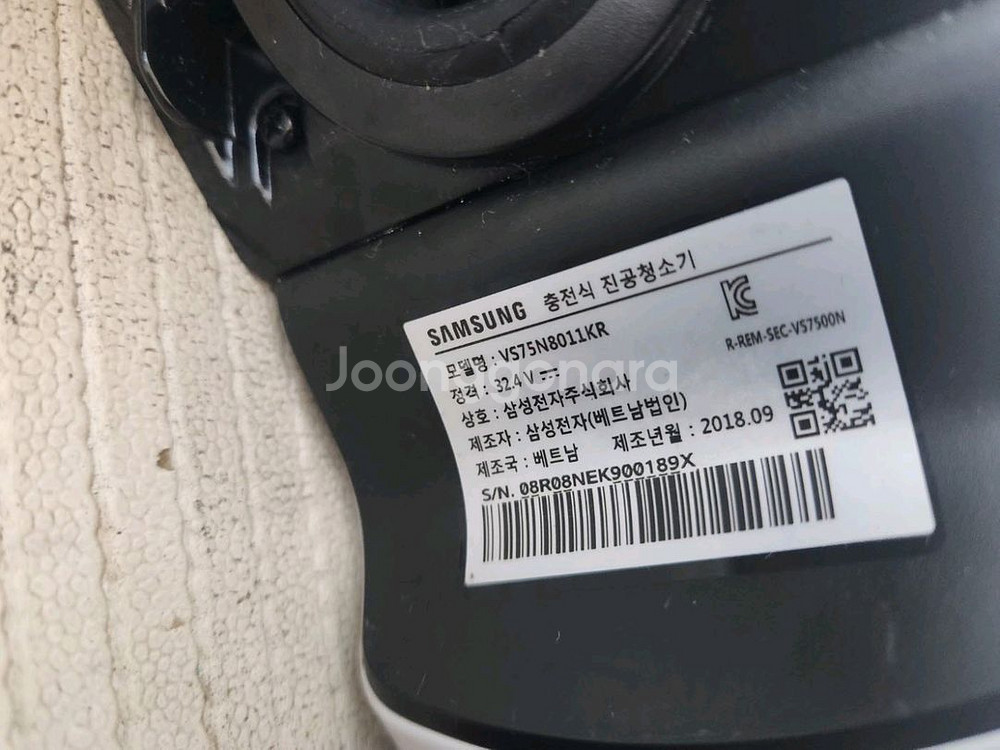 SAMSUNG 충전식 진공청소기
모델명 : VS75N8011KR
정격 : 32.4 V
상호 : 삼성전자주식회사
제조자 : 삼성전자(베트남법인)
제조국 : 베트남 제조년월 : 2018.09
S/N. 08R08NEK900189X
R-REM-SEC-VS7500N
Joonggonara